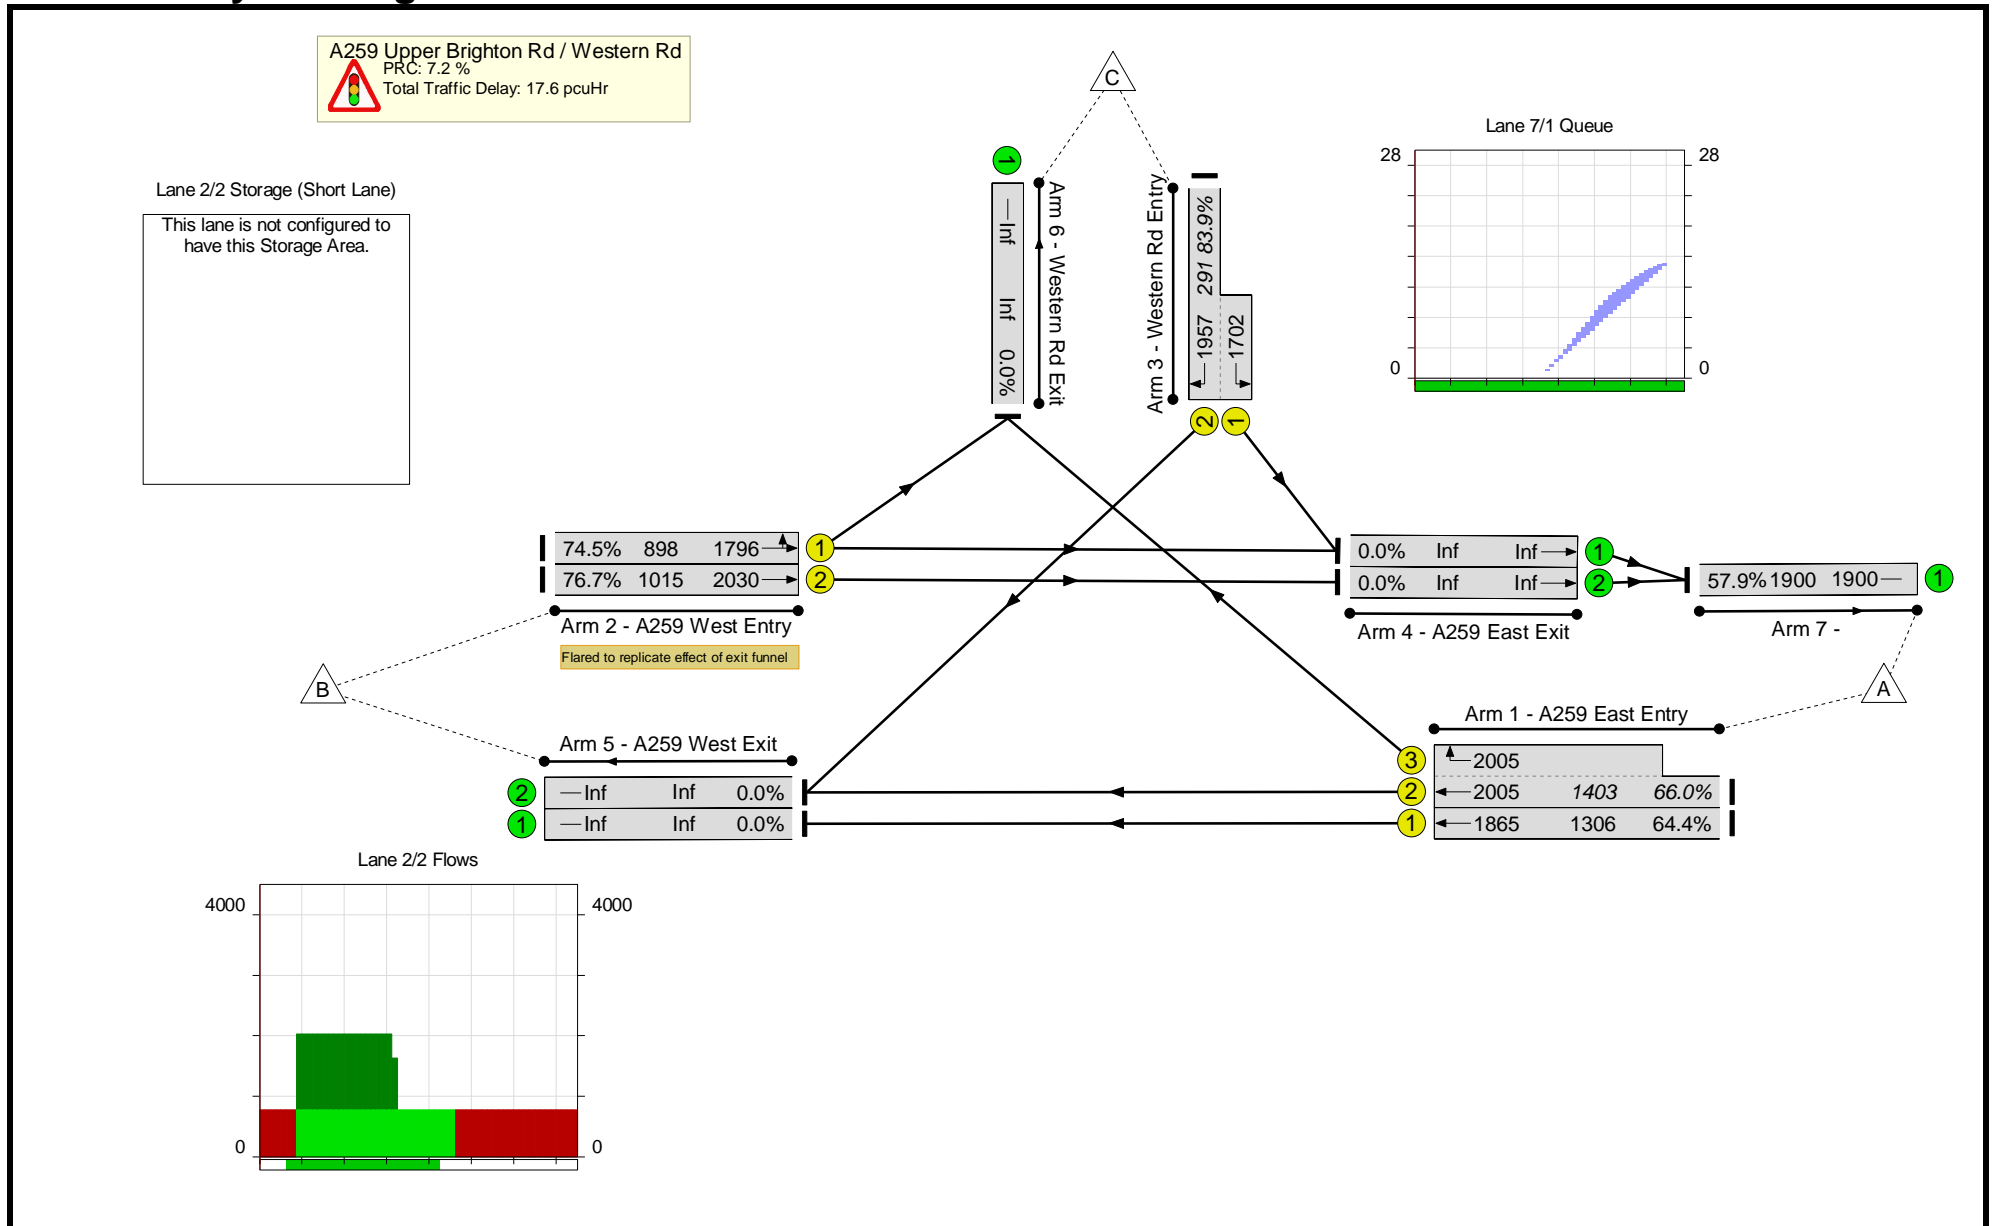 A259 Upper Brighton Rd / Western Rd
PRC: 7.2 %
Total Traffic Delay: 17.6 pcuHr
C
Lane 7/1 Queue
28
28
0
0
Lane 2/2 Storage (Short Lane)
This lane is not configured to
have this Storage Area.
1
Inf Inf 0.0%
Arm 6 - Western Rd Exit
Arm 3 - Western Rd Entry
1957 291 83.9%
1702
2
1
74.5% 898 1796
1
76.7% 1015 2030
2
Arm 2 - A259 West Entry
Flared to replicate effect of exit funnel
0.0% Inf Inf
1
0.0% Inf Inf
2
Arm 4 - A259 East Exit
57.9% 1900 1900
1
Arm 7 -
B
A
Arm 5 - A259 West Exit
2
Inf Inf 0.0%
1
Inf Inf 0.0%
Arm 1 - A259 East Entry
3
2005
2
2005 1403 66.0%
1
1865 1306 64.4%
Lane 2/2 Flows
4000
4000
0
0